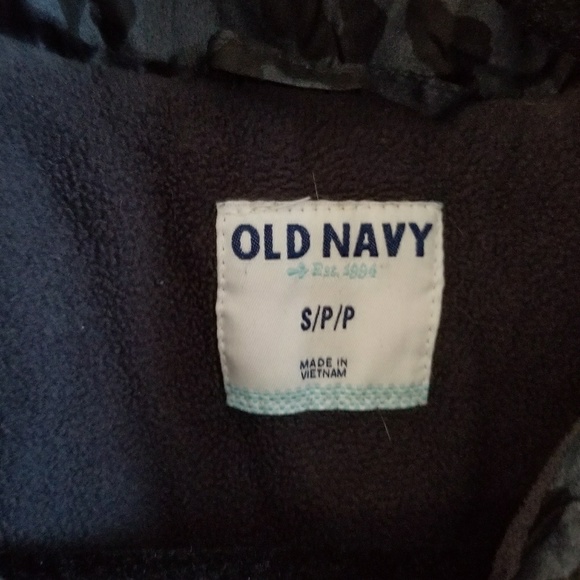 OLD NAVY
Est. 1994
S/P/P
MADE IN
VIETNAM